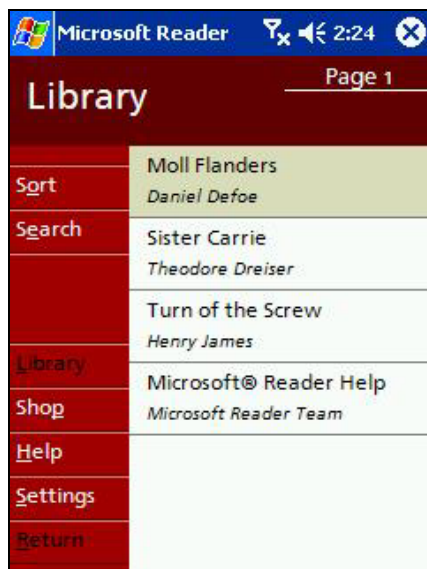 Microsoft Reader 2:24
Library
Page 1
Sort
Search
Library
Shop
Help
Settings
Return
Moll Flanders
Daniel Defoe
Sister Carrie
Theodore Dreiser
Turn of the Screw
Henry James
Microsoft® Reader Help
Microsoft Reader Team